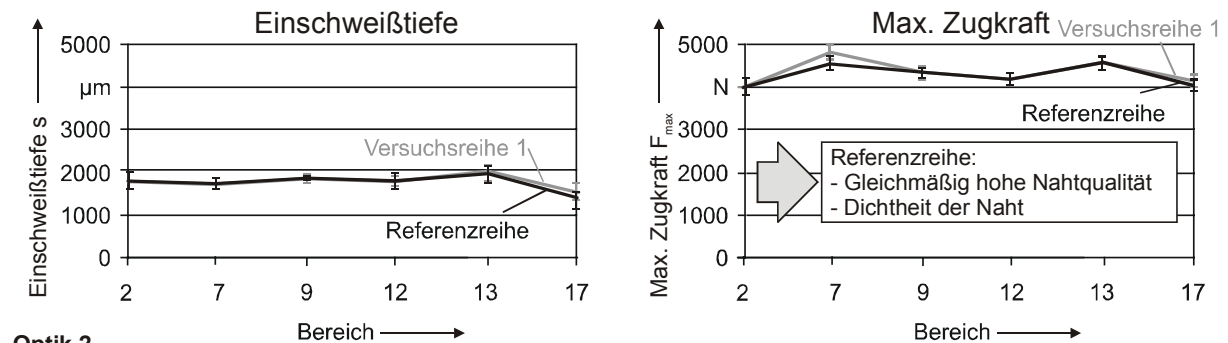 Einschweißtiefe
5000
µm
3000
2000
1000
0
Einschweißtiefe s
Versuchsreihe 1
Referenzreihe
2 7 9 12 13 17
Bereich
Max. Zugkraft
Versuchsreihe 1
5000
N
3000
2000
1000
0
Max. Zugkraft Fmax
Referenzreihe
Referenzreihe:
- Gleichmäßig hohe Nahtqualität
- Dichtheit der Naht
2 7 9 12 13 17
Bereich
Optik 2